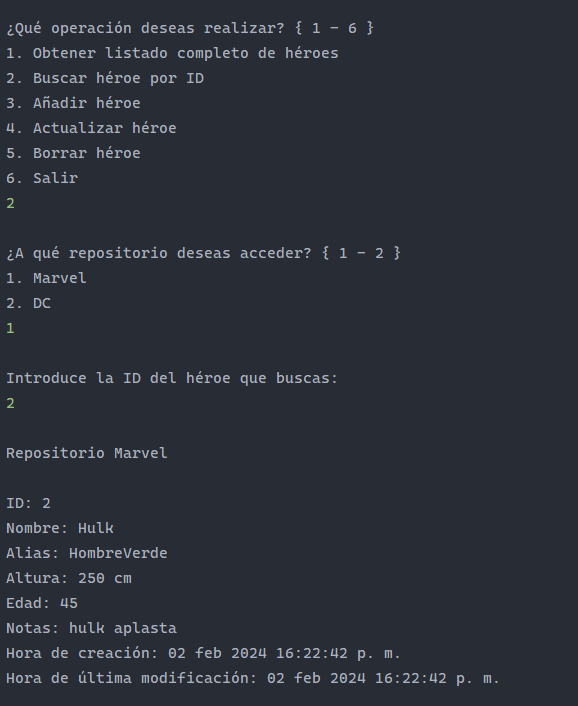 ¿Qué operación deseas realizar? { 1 - 6 }
1. Obtener listado completo de héroes
2. Buscar héroe por ID
3. Añadir héroe
4. Actualizar héroe
5. Borrar héroe
6. Salir
2
¿A qué repositorio deseas acceder? { 1 - 2 }
1. Marvel
2. DC
1
Introduce la ID del héroe que buscas:
2
Repositorio Marvel
ID: 2
Nombre: Hulk
Alias: HombreVerde
Altura: 250 cm
Edad: 45
Notas: hulk aplasta
Hora de creación: 02 feb 2024 16:22:42 p. m.
Hora de última modificación: 02 feb 2024 16:22:42 p. m.